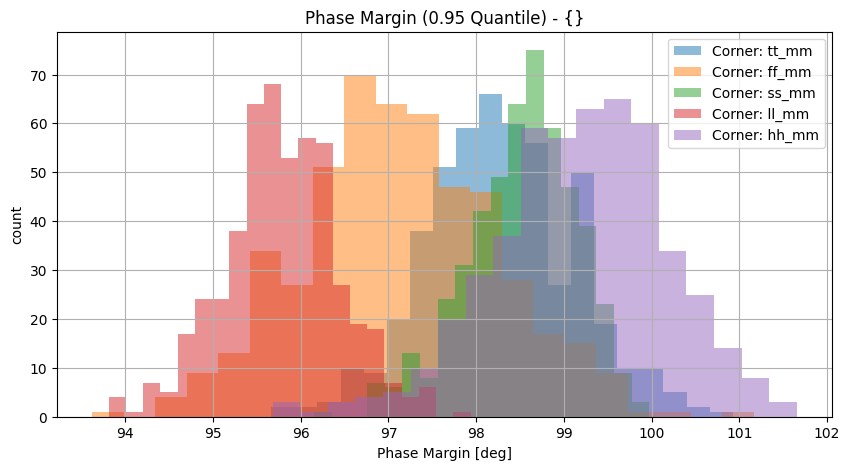 Phase Margin (0.95 Quantile) - {}
count
70
60
50
40
30
20
10
0
Corner: tt_mm
Corner: ff_mm
Corner: ss_mm
Corner: ll_mm
Corner: hh_mm
94 95 96 97 98 99 100 101 102
Phase Margin [deg]